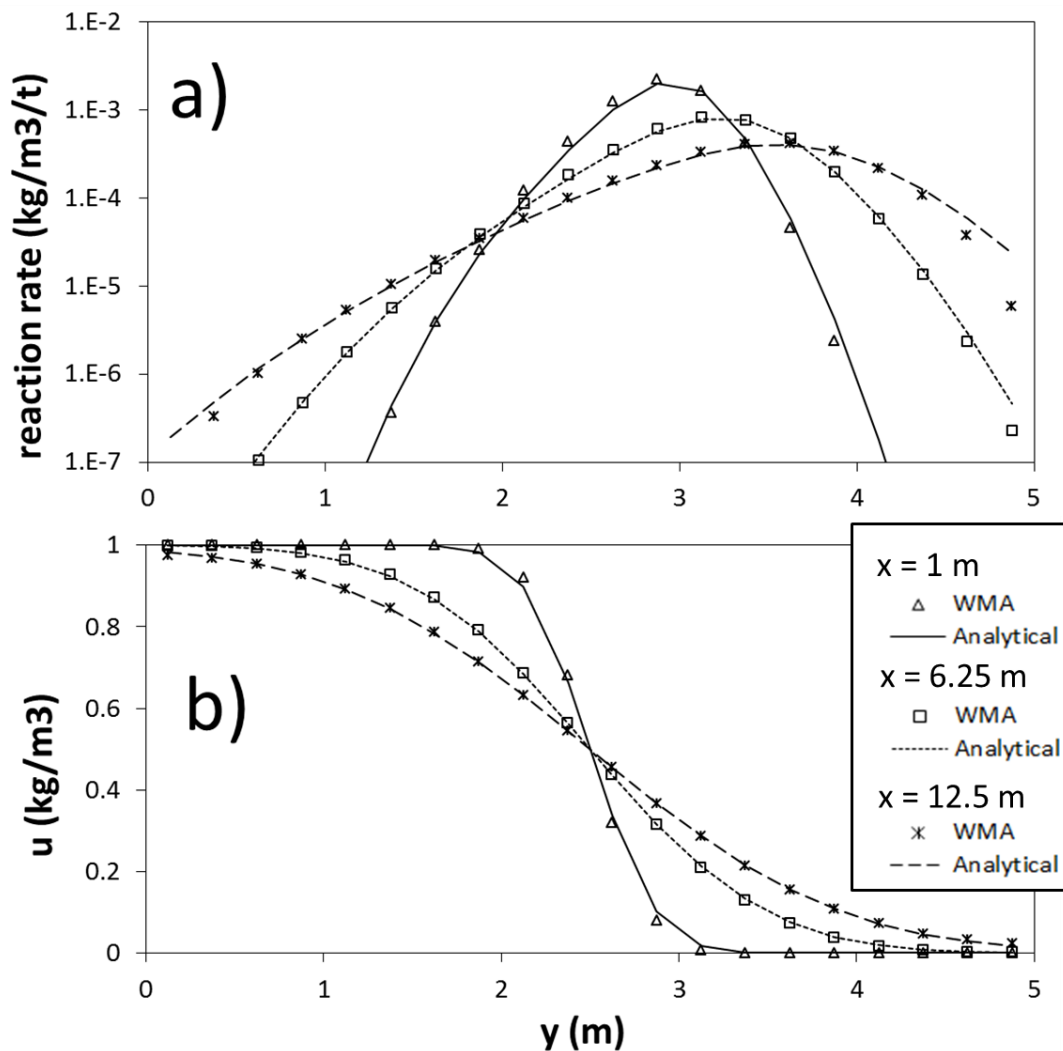 1.E-2
1.E-3
1.E-4
1.E-5
1.E-6
1.E-7
reaction rate (kg/m3/t)
a)
0
1
2
3
4
5
1
0.8
0.6
0.4
0.2
0
u (kg/m3)
b)
x = 1 m
WMA
Analytical
x = 6.25 m
WMA
Analytical
x = 12.5 m
WMA
Analytical
0
1
2
3
4
5
y (m)